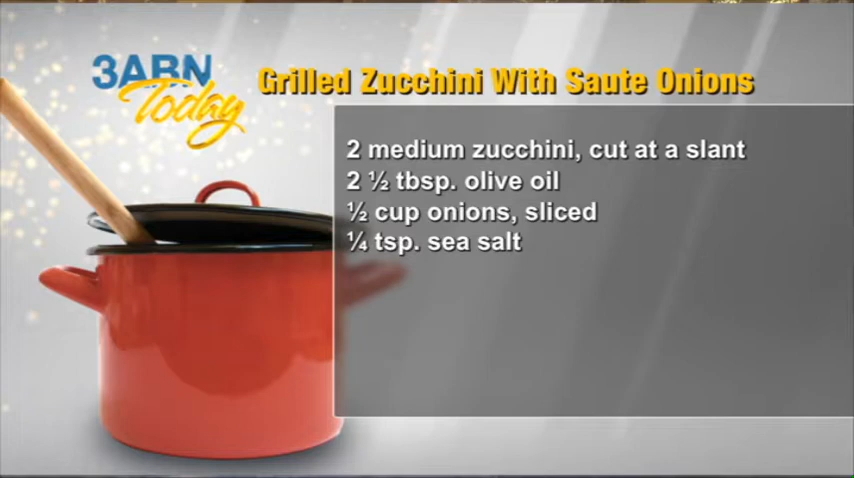 3ABN
Today
Grilled Zucchini With Saute Onions
2 medium zucchini, cut at a slant
2 ½ tbsp. olive oil
½ cup onions, sliced
¼ tsp. sea salt